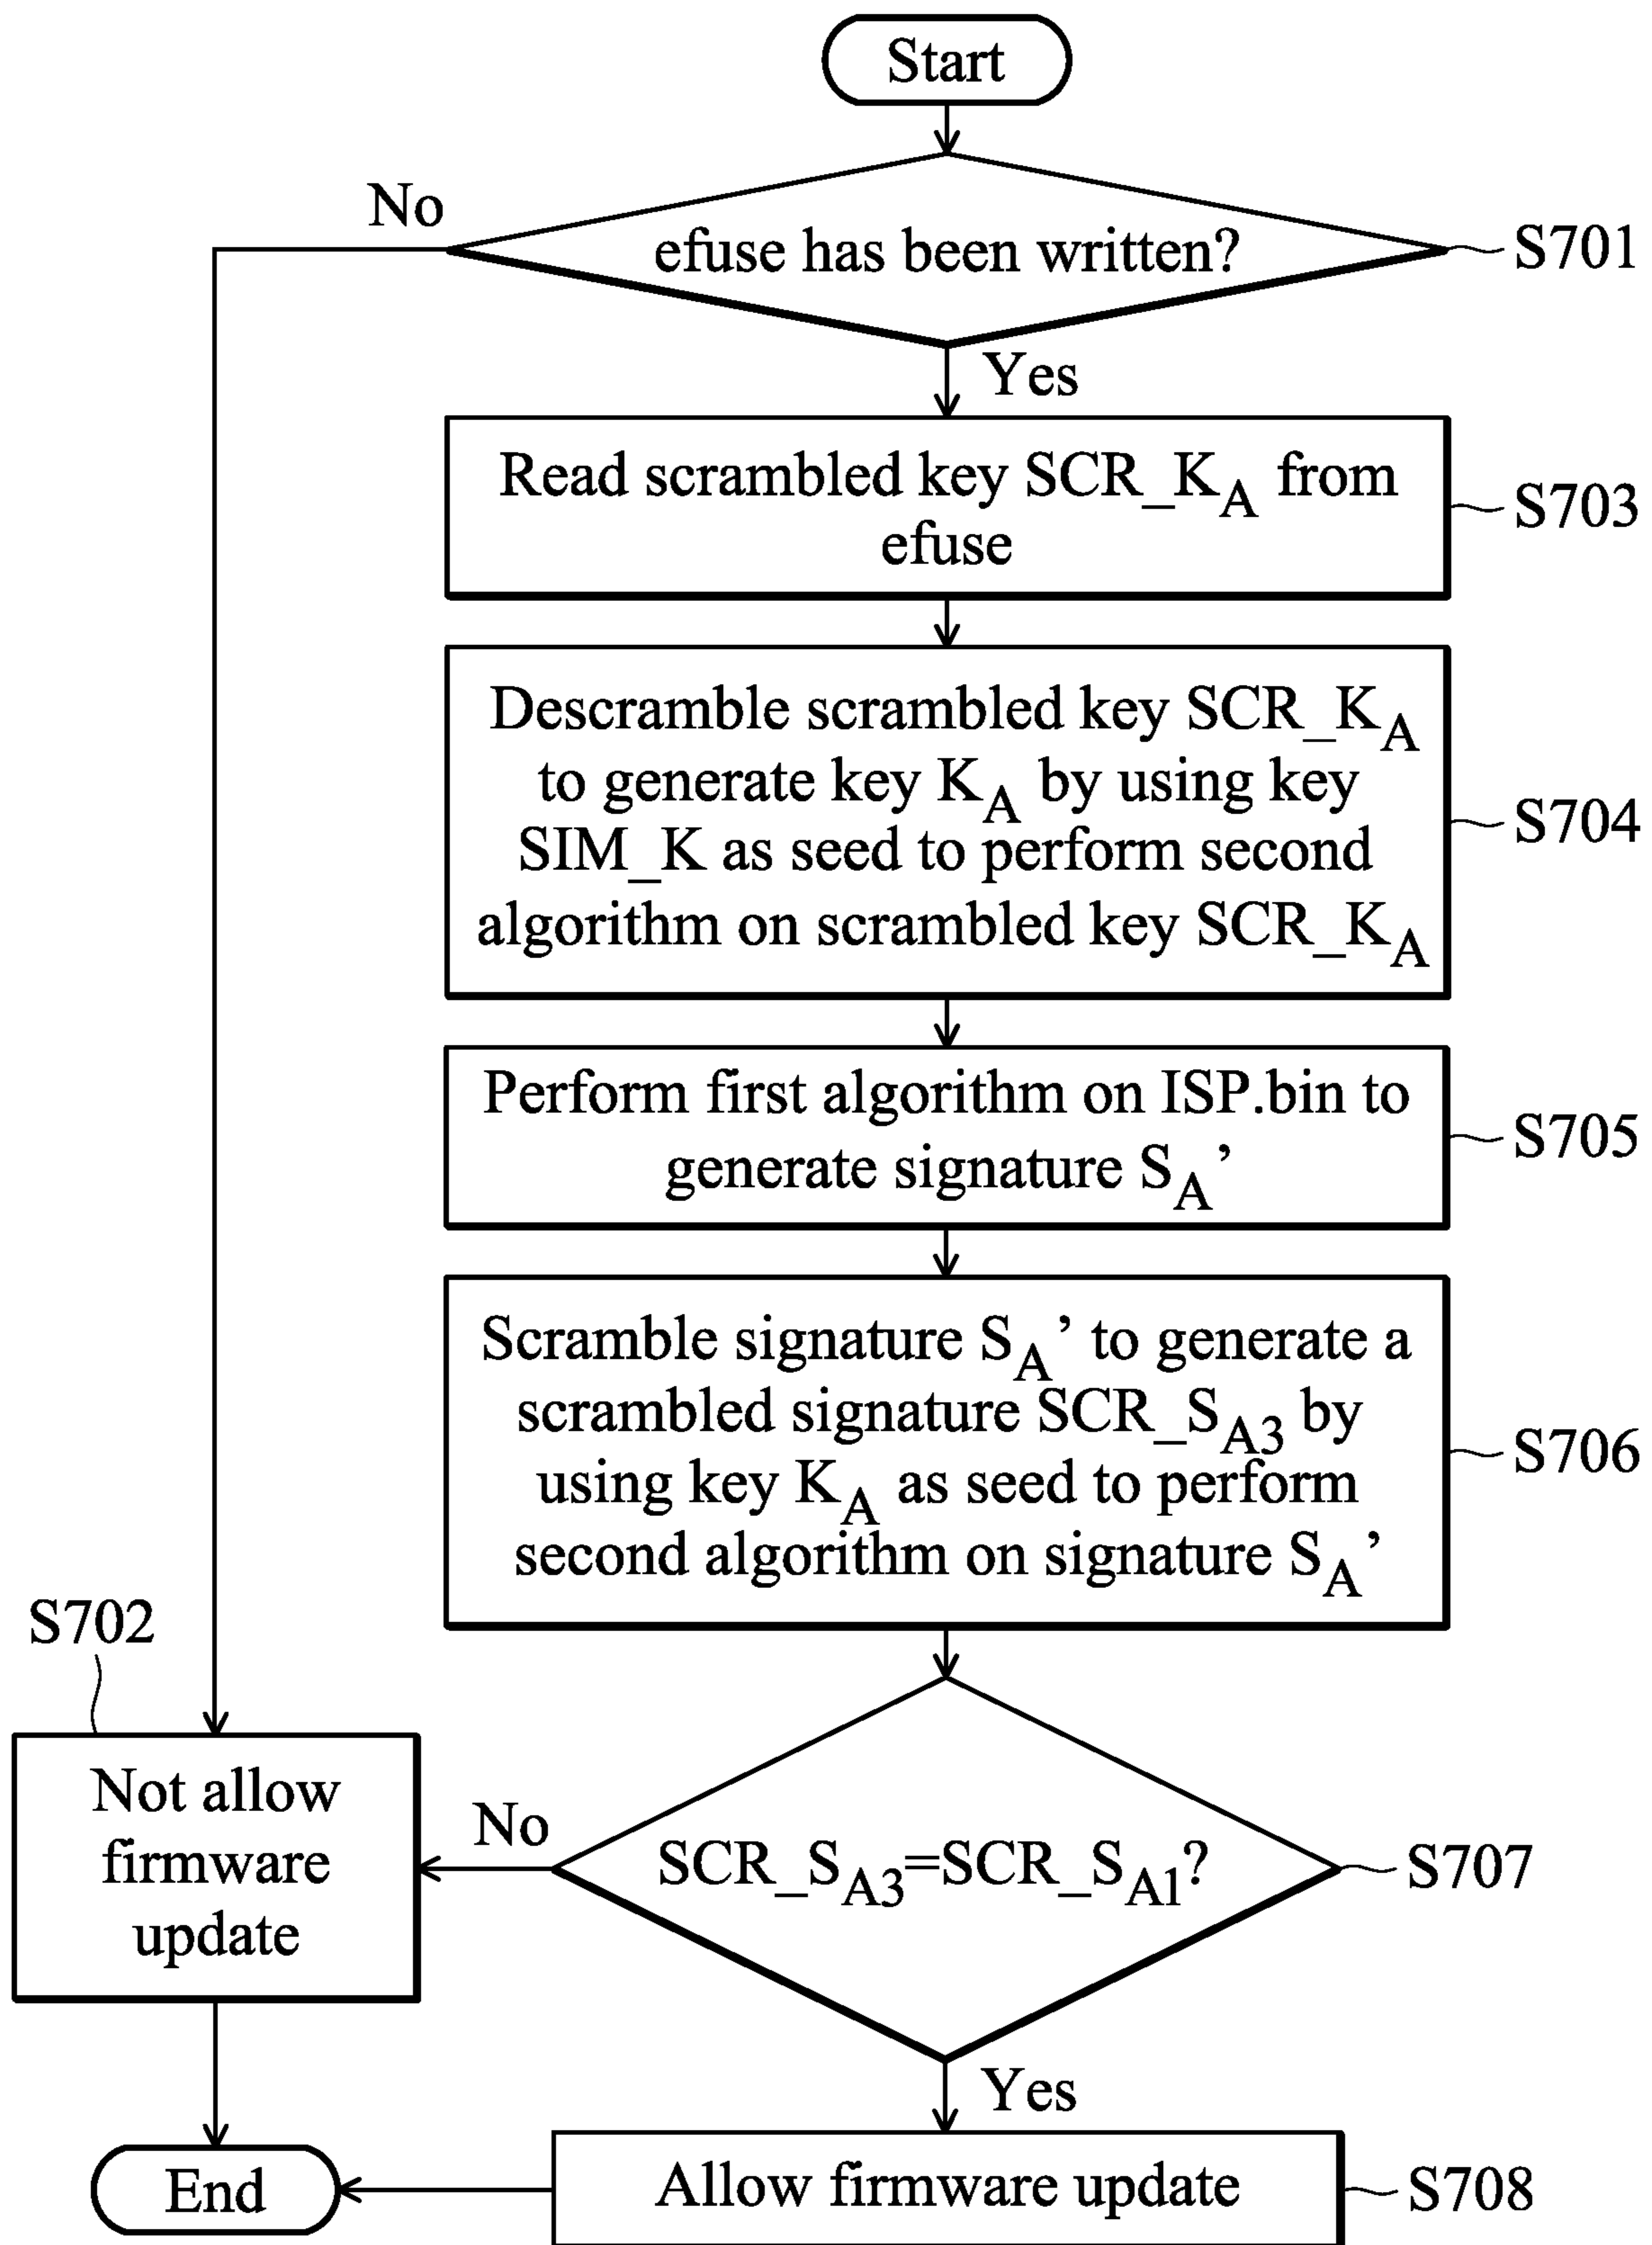 Start
No
efuse has been written?
S701
Yes
Read scrambled key SCR_KA from
efuse
S703
Descramble scrambled key SCR_KA
to generate key KA by using key
SIM_K as seed to perform second
algorithm on scrambled key SCR_KA
S704
Perform first algorithm on ISP.bin to
generate signature SA’
S705
Scramble signature SA’ to generate a
scrambled signature SCR_SA3 by
using key KA as seed to perform
second algorithm on signature SA’
S706
S702
Not allow
firmware
update
No
SCR_SA3=SCR_SA1?
S707
Yes
End
Allow firmware update
S708